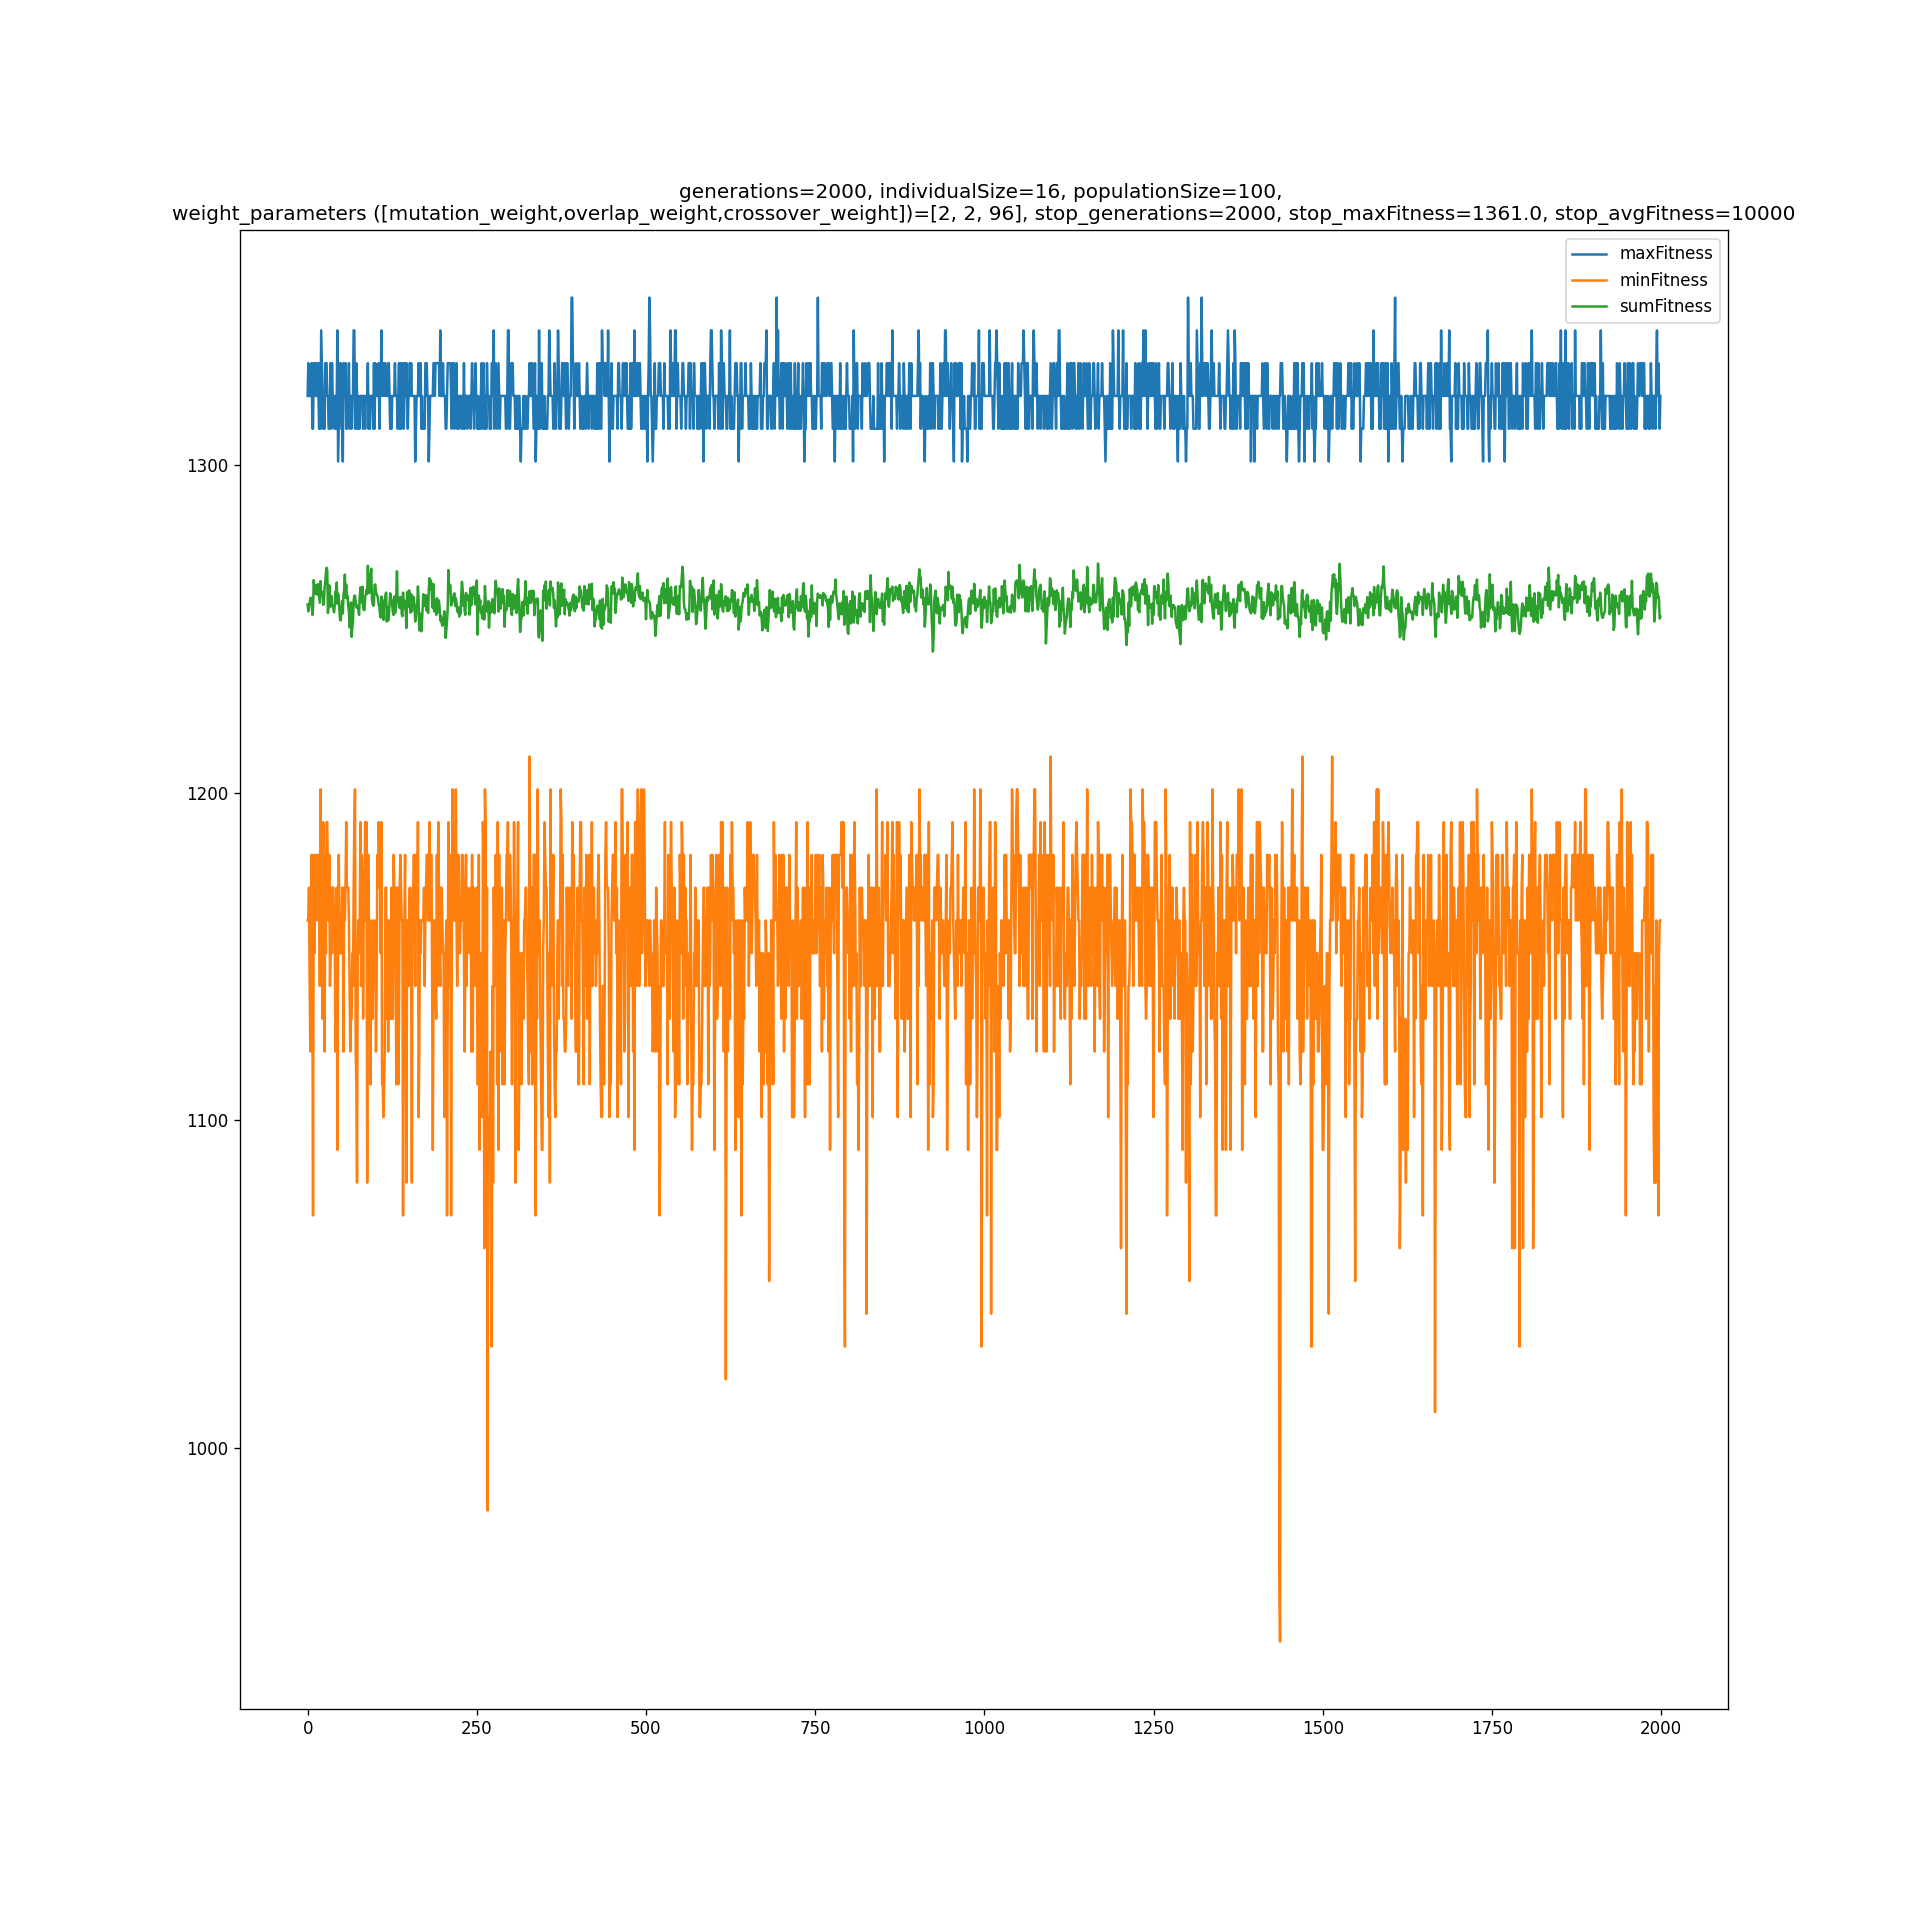 generations=2000, individualSize=16, populationSize=100,
weight_parameters ([mutation_weight,overlap_weight,crossover_weight])=[2, 2, 96], stop_generations=2000, stop_maxFitness=1361.0, stop_avgFitness=10000
maxFitness
minFitness
sumFitness
1300
1200
1100
1000
0 250 500 750 1000 1250 1500 1750 2000